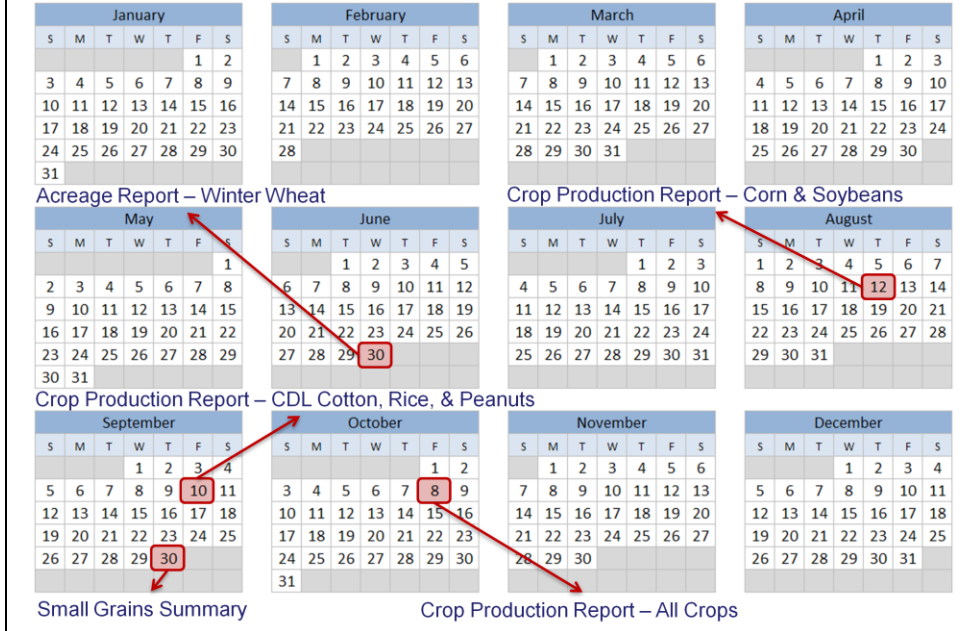 January February March April
S M T W T F S S M T W T F S S M T W T F S S M T W T F S
1 2 1 2 3 4 5 6 1 2 3 4 5 6 1 2 3
3 4 5 6 7 8 9 7 8 9 10 11 12 13 7 8 9 10 11 12 13 4 5 6 7 8 9 10
10 11 12 13 14 15 16 14 15 16 17 18 19 20 14 15 16 17 18 19 20 11 12 13 14 15 16 17
17 18 19 20 21 22 23 21 22 23 24 25 26 27 21 22 23 24 25 26 27 18 19 20 21 22 23 24
24 25 26 27 28 29 30 28 28 29 30 31 25 26 27 28 29 30
31
Acreage Report – Winter Wheat Crop Production Report – Corn & Soybeans
May June July August
S M T W T F S S M T W T F S S M T W T F S S M T W T F S
1 1 2 3 4 5 1 2 3 1 2 3 4 5 6 7
2 3 4 5 6 7 8 6 7 8 9 10 11 12 4 5 6 7 8 9 10 8 9 10 11 12 13 14
9 10 11 12 13 14 15 13 14 15 16 17 18 19 11 12 13 14 15 16 17 15 16 17 18 19 20 21
16 17 18 19 20 21 22 20 21 22 23 24 25 26 18 19 20 21 22 23 24 22 23 24 25 26 27 28
23 24 25 26 27 28 29 27 28 29 30 25 26 27 28 29 30 31 29 30 31
30 31
Crop Production Report – CDL Cotton, Rice, & Peanuts
September October November December
S M T W T F S S M T W T F S S M T W T F S S M T W T F S
1 2 3 4 1 2 1 2 3 4 5 6 1 2 3 4
5 6 7 8 9 10 11 3 4 5 6 7 8 9 7 8 9 10 11 12 13 5 6 7 8 9 10 11
12 13 14 15 16 17 18 10 11 12 13 14 15 16 14 15 16 17 18 19 20 12 13 14 15 16 17 18
19 20 21 22 23 24 25 17 18 19 20 21 22 23 21 22 23 24 25 26 27 19 20 21 22 23 24 25
26 27 28 29 30 24 25 26 27 28 29 30 28 29 30 26 27 28 29 30 31
31
Small Grains Summary Crop Production Report – All Crops